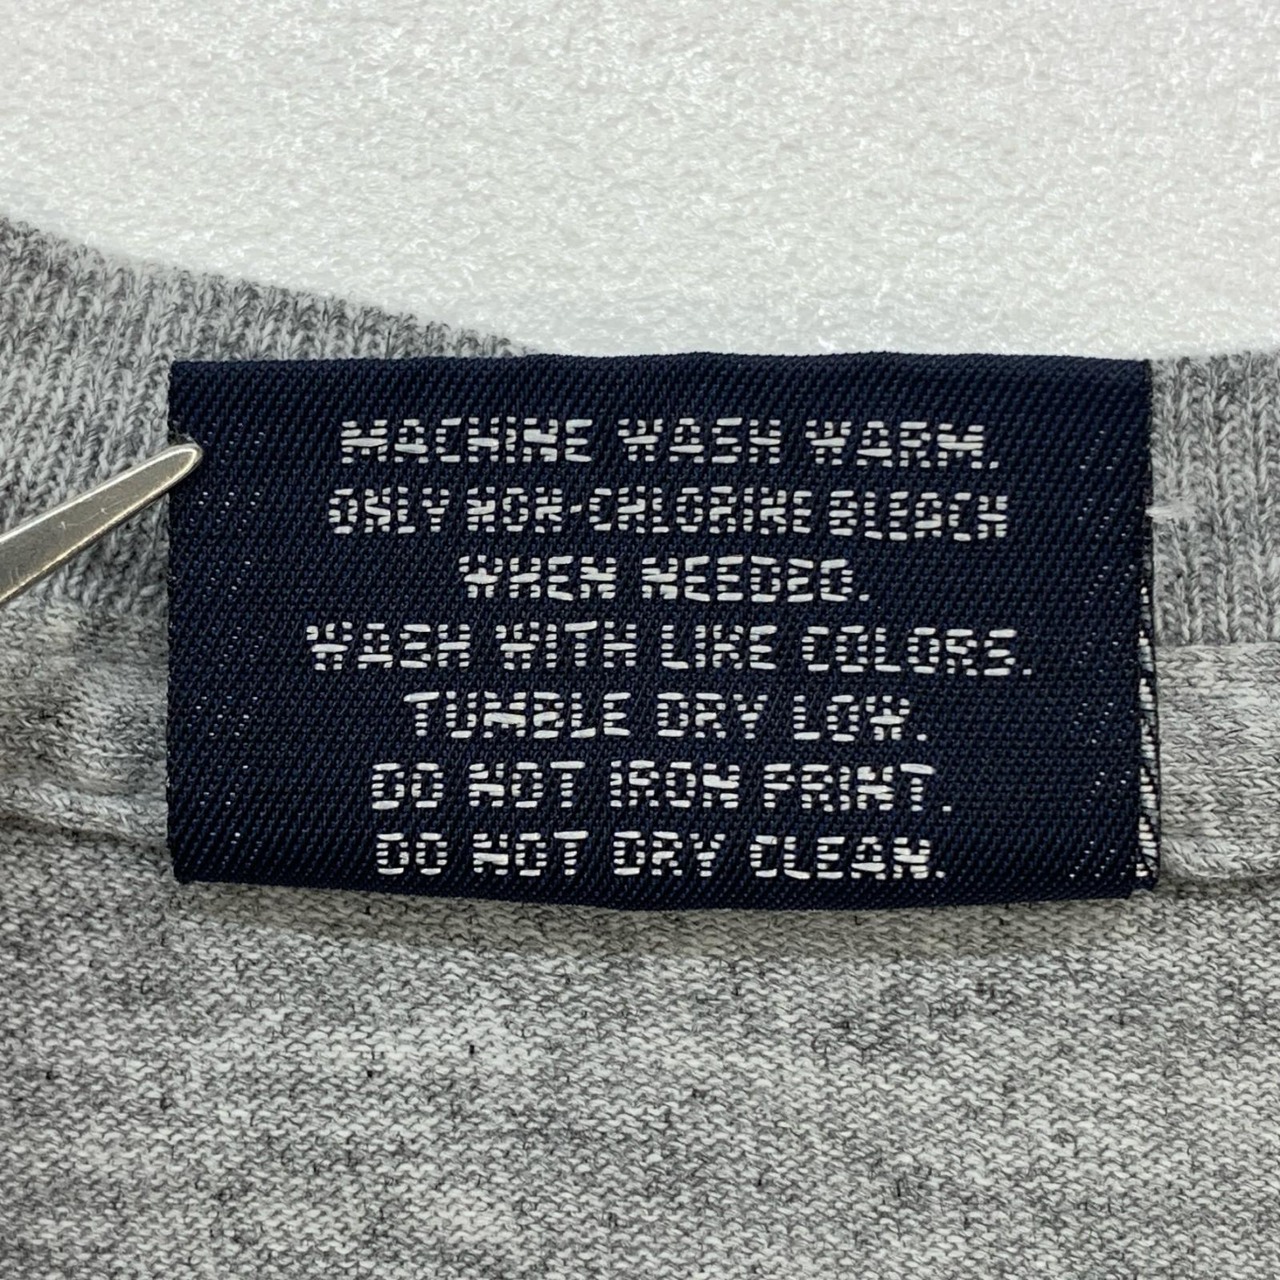 MACHINE WASH WARM.
ONLY NON-CHLORINE BLEACH
WHEN NEEDED.
WASH WITH LIKE COLORS.
TUMBLE DRY LOW.
DO NOT IRON PRINT.
DO NOT DRY CLEAN.